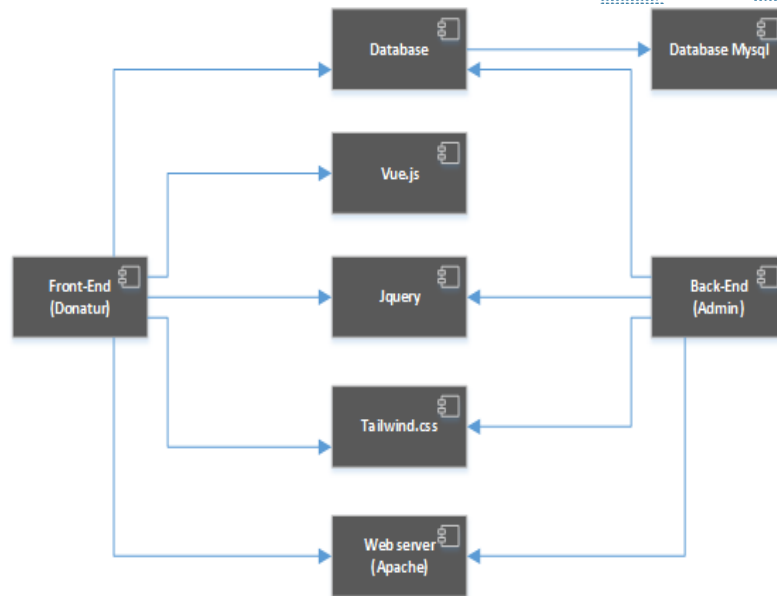 Database
Database Mysql
Vue.js
Front-End
(Donatur)
Jquery
Back-End
(Admin)
Tailwind.css
Web server
(Apache)